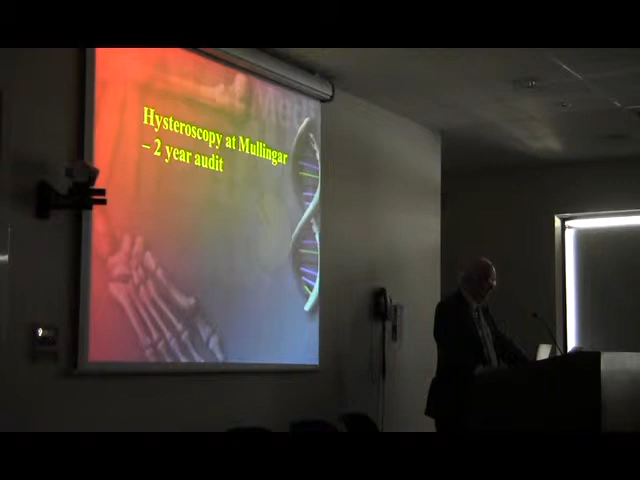 Hysteroscopy at Mullingar
– 2 year audit